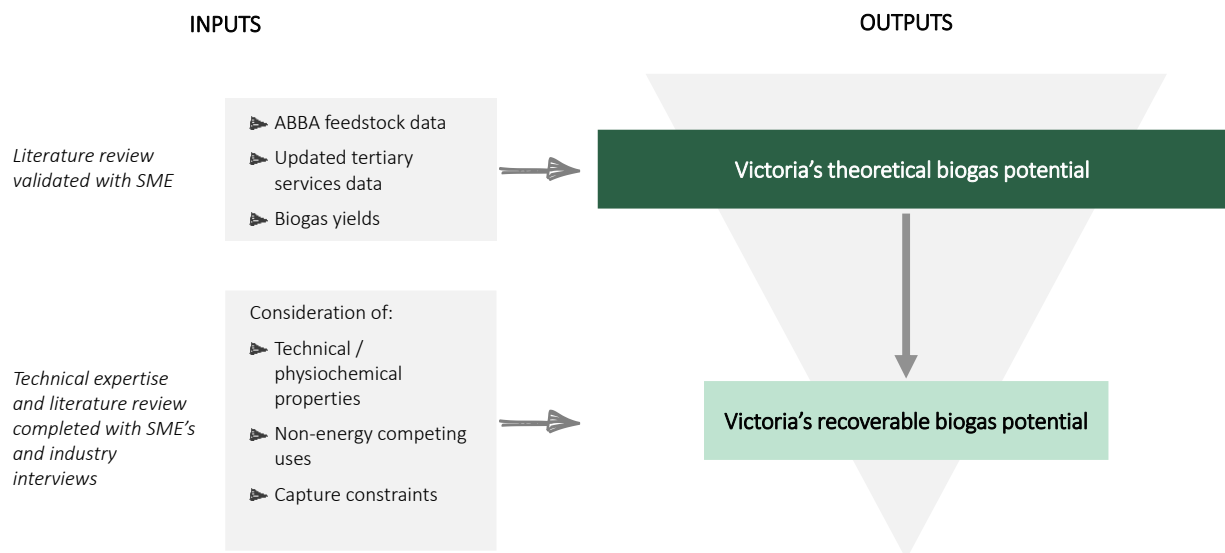 INPUTS
OUTPUTS
Literature review
validated with SME
ABBA feedstock data
Updated tertiary
services data
Biogas yields
Victoria's theoretical biogas potential
Technical expertise
and literature review
completed with SME's
and industry
interviews
Consideration of:
Technical /
physiochemical
properties
Non-energy competing
uses
Capture constraints
Victoria's recoverable biogas potential